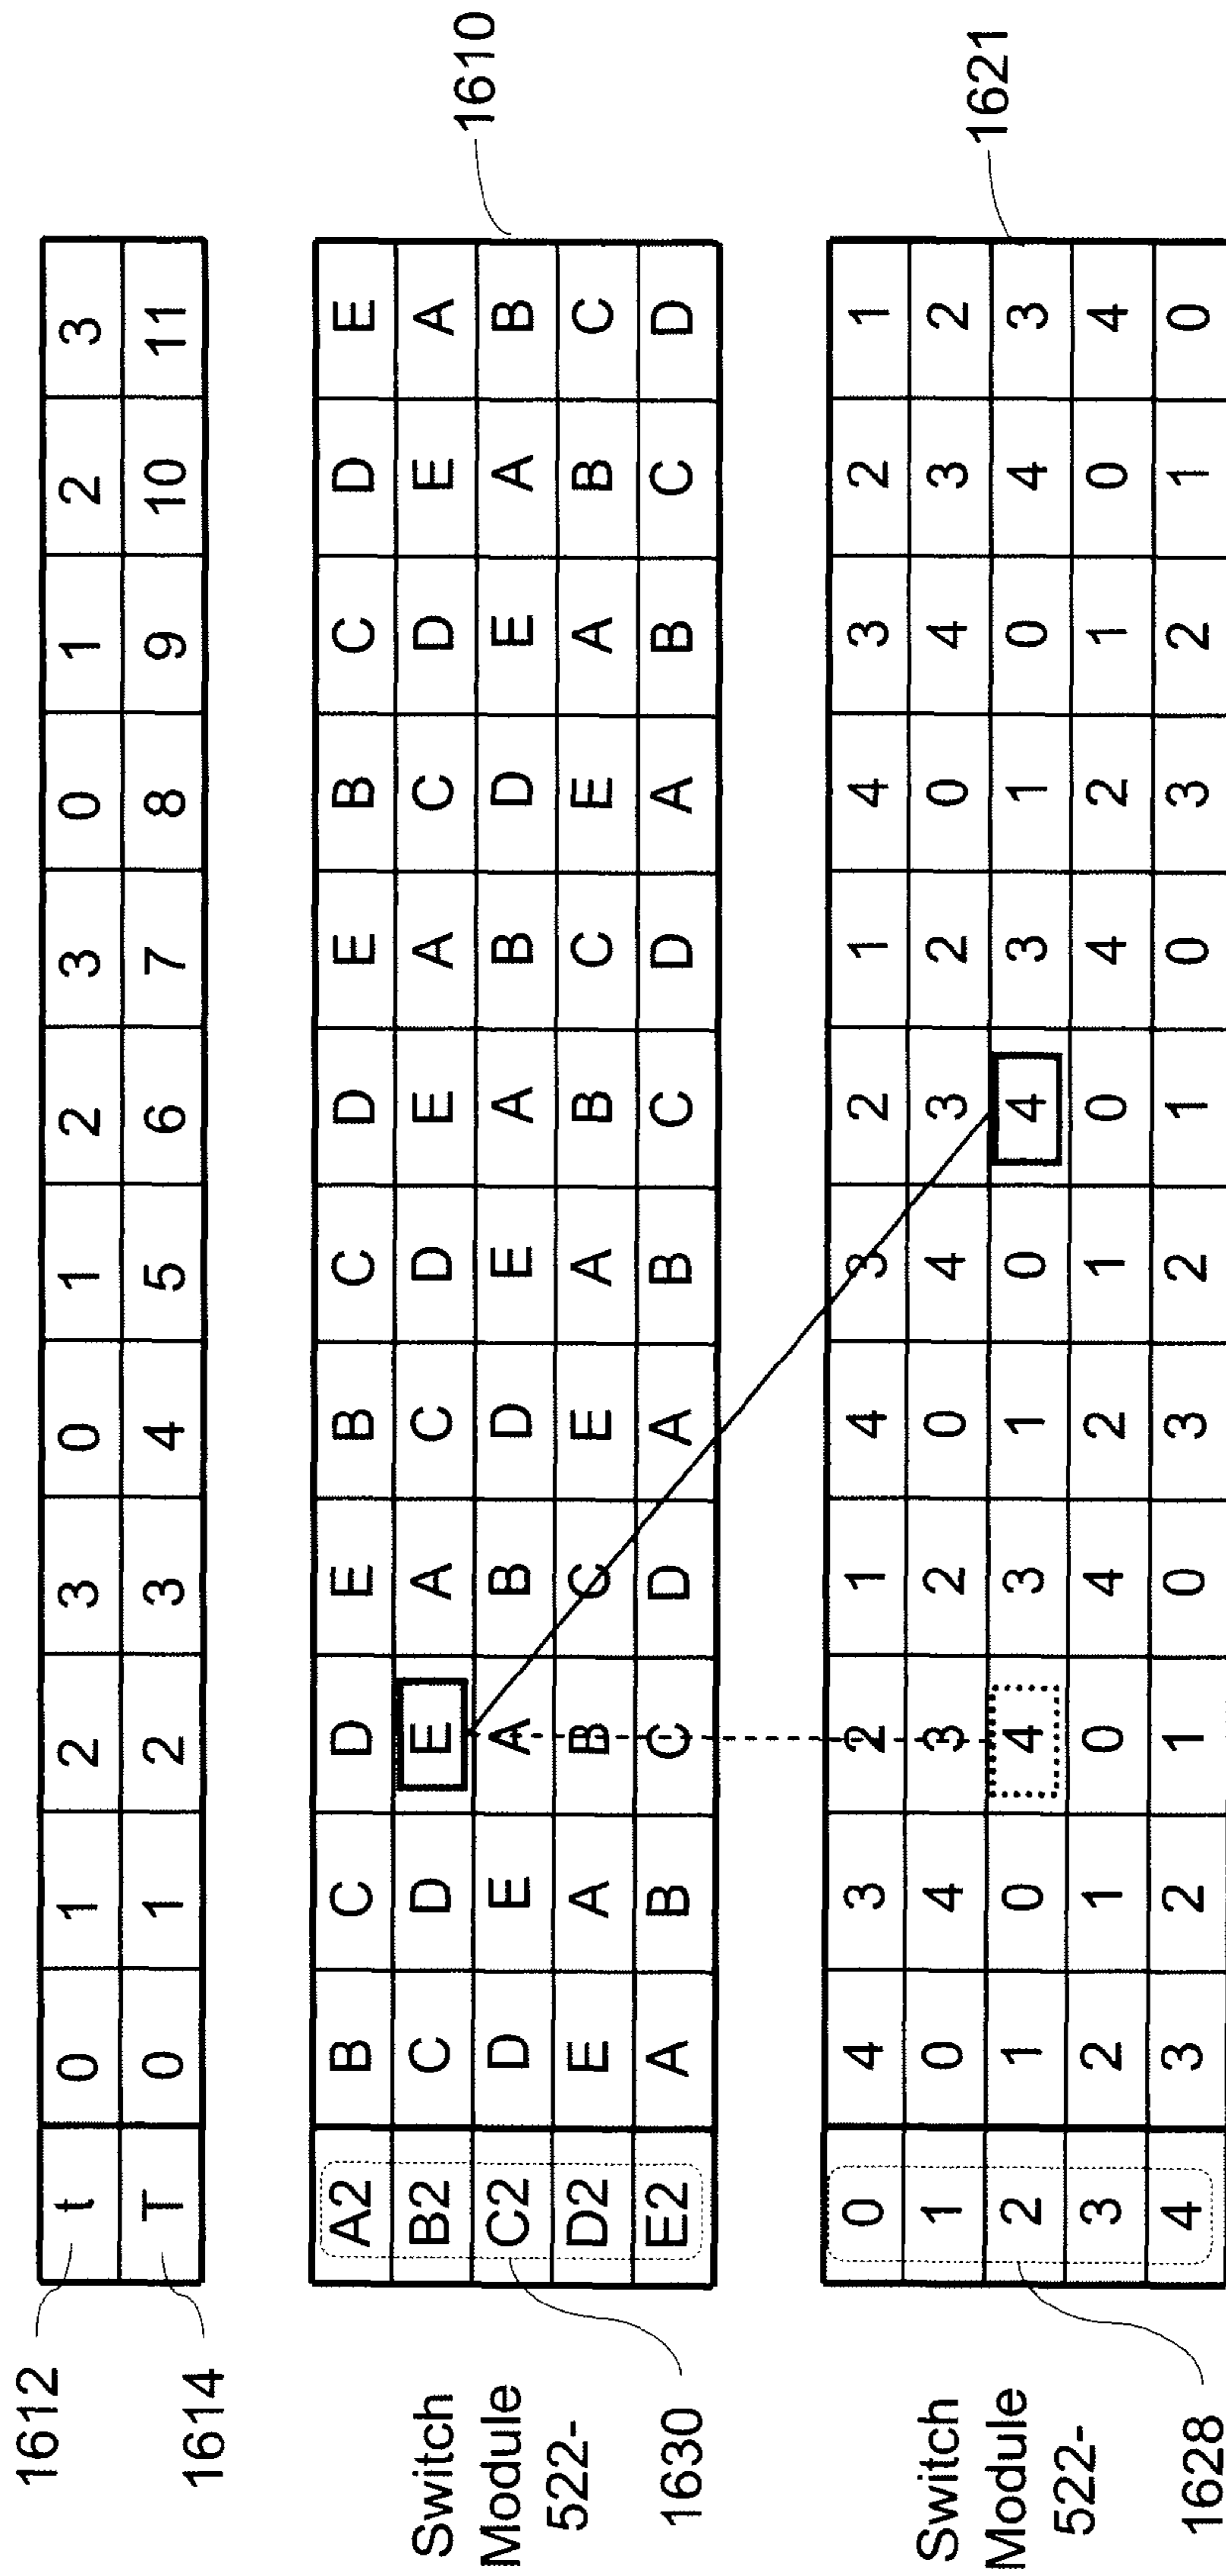 1612
1614
t 0 1 2 3 0 1 2 3 0 1 2 3
T 0 1 2 3 4 5 6 7 8 9 10 11
1610
Switch
Module
522-
1630
A2 B C D E B C D E B C D E
B2 C D E A C D E A C D E A
C2 D E A B D E A B D E A B
D2 E A B C E A B C E A B C
E2 A B C D A B C D A B C D
1621
Switch
Module
522-
1628
0 4 3 2 1 4 3 2 1 4 3 2 1
1 0 4 3 2 0 4 3 2 0 4 3 2
2 1 0 4 3 1 0 4 3 1 0 4 3
3 2 1 0 4 2 1 0 4 2 1 0 4
4 3 2 1 0 3 2 1 0 3 2 1 0